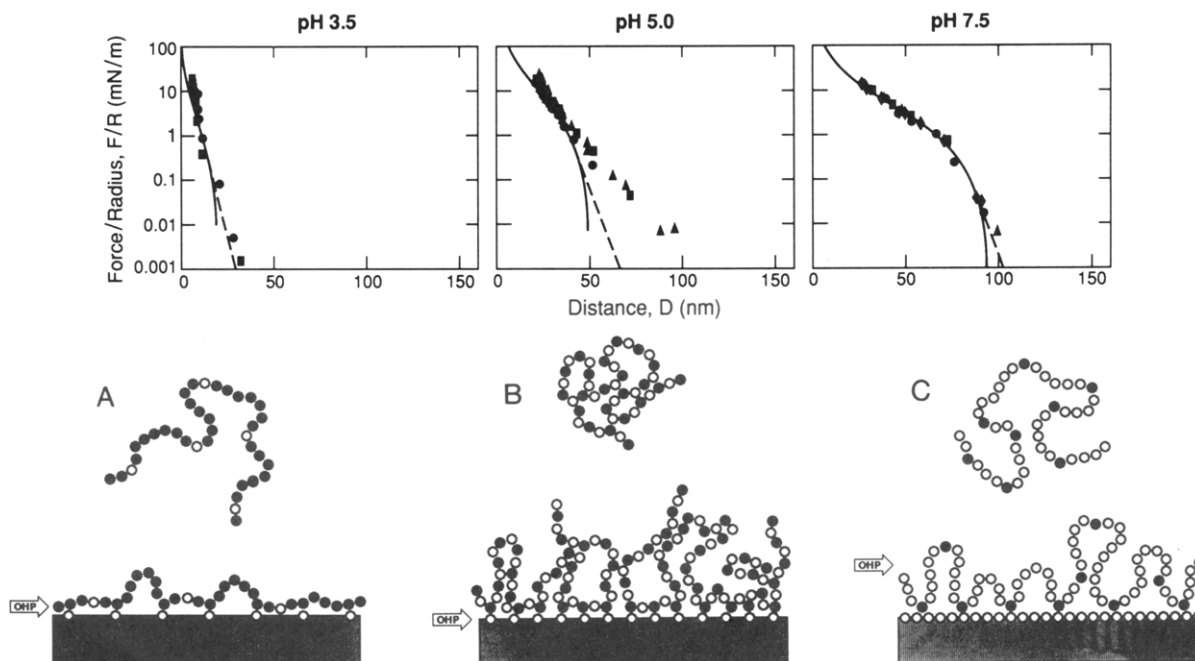 pH 3.5
pH 5.0
pH 7.5
Force/Radius, F/R (mN/m)
100
10
1
0.1
0.01
0.001
0
50
100
150
0
50
100
150
0
50
100
150
Distance, D (nm)
A
B
C
OHP
OHP
OHP